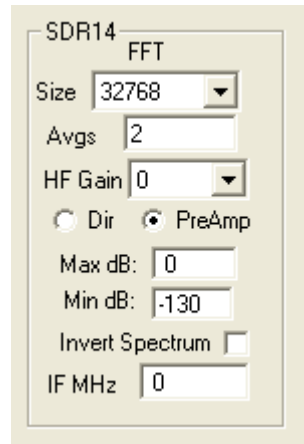 SDR14
FFT
Size 32768
Avgs 2
HF Gain 0
Dir PreAmp
Max dB: 0
Min dB: -130
Invert Spectrum
IF MHz 0